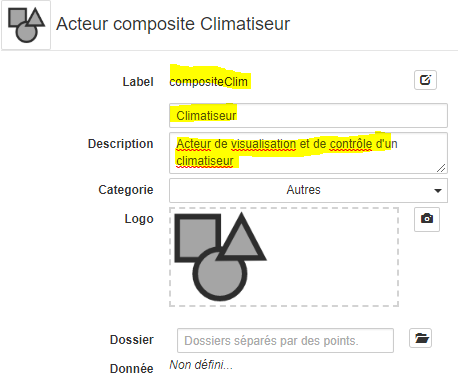 Acteur composite Climatiseur
Label compositeClim
Climatiseur
Description Acteur de visualisation et de contrôle d'un
climatiseur
Categorie Autres
Logo
Dossier Dossiers séparés par des points.
Donnée Non défini...